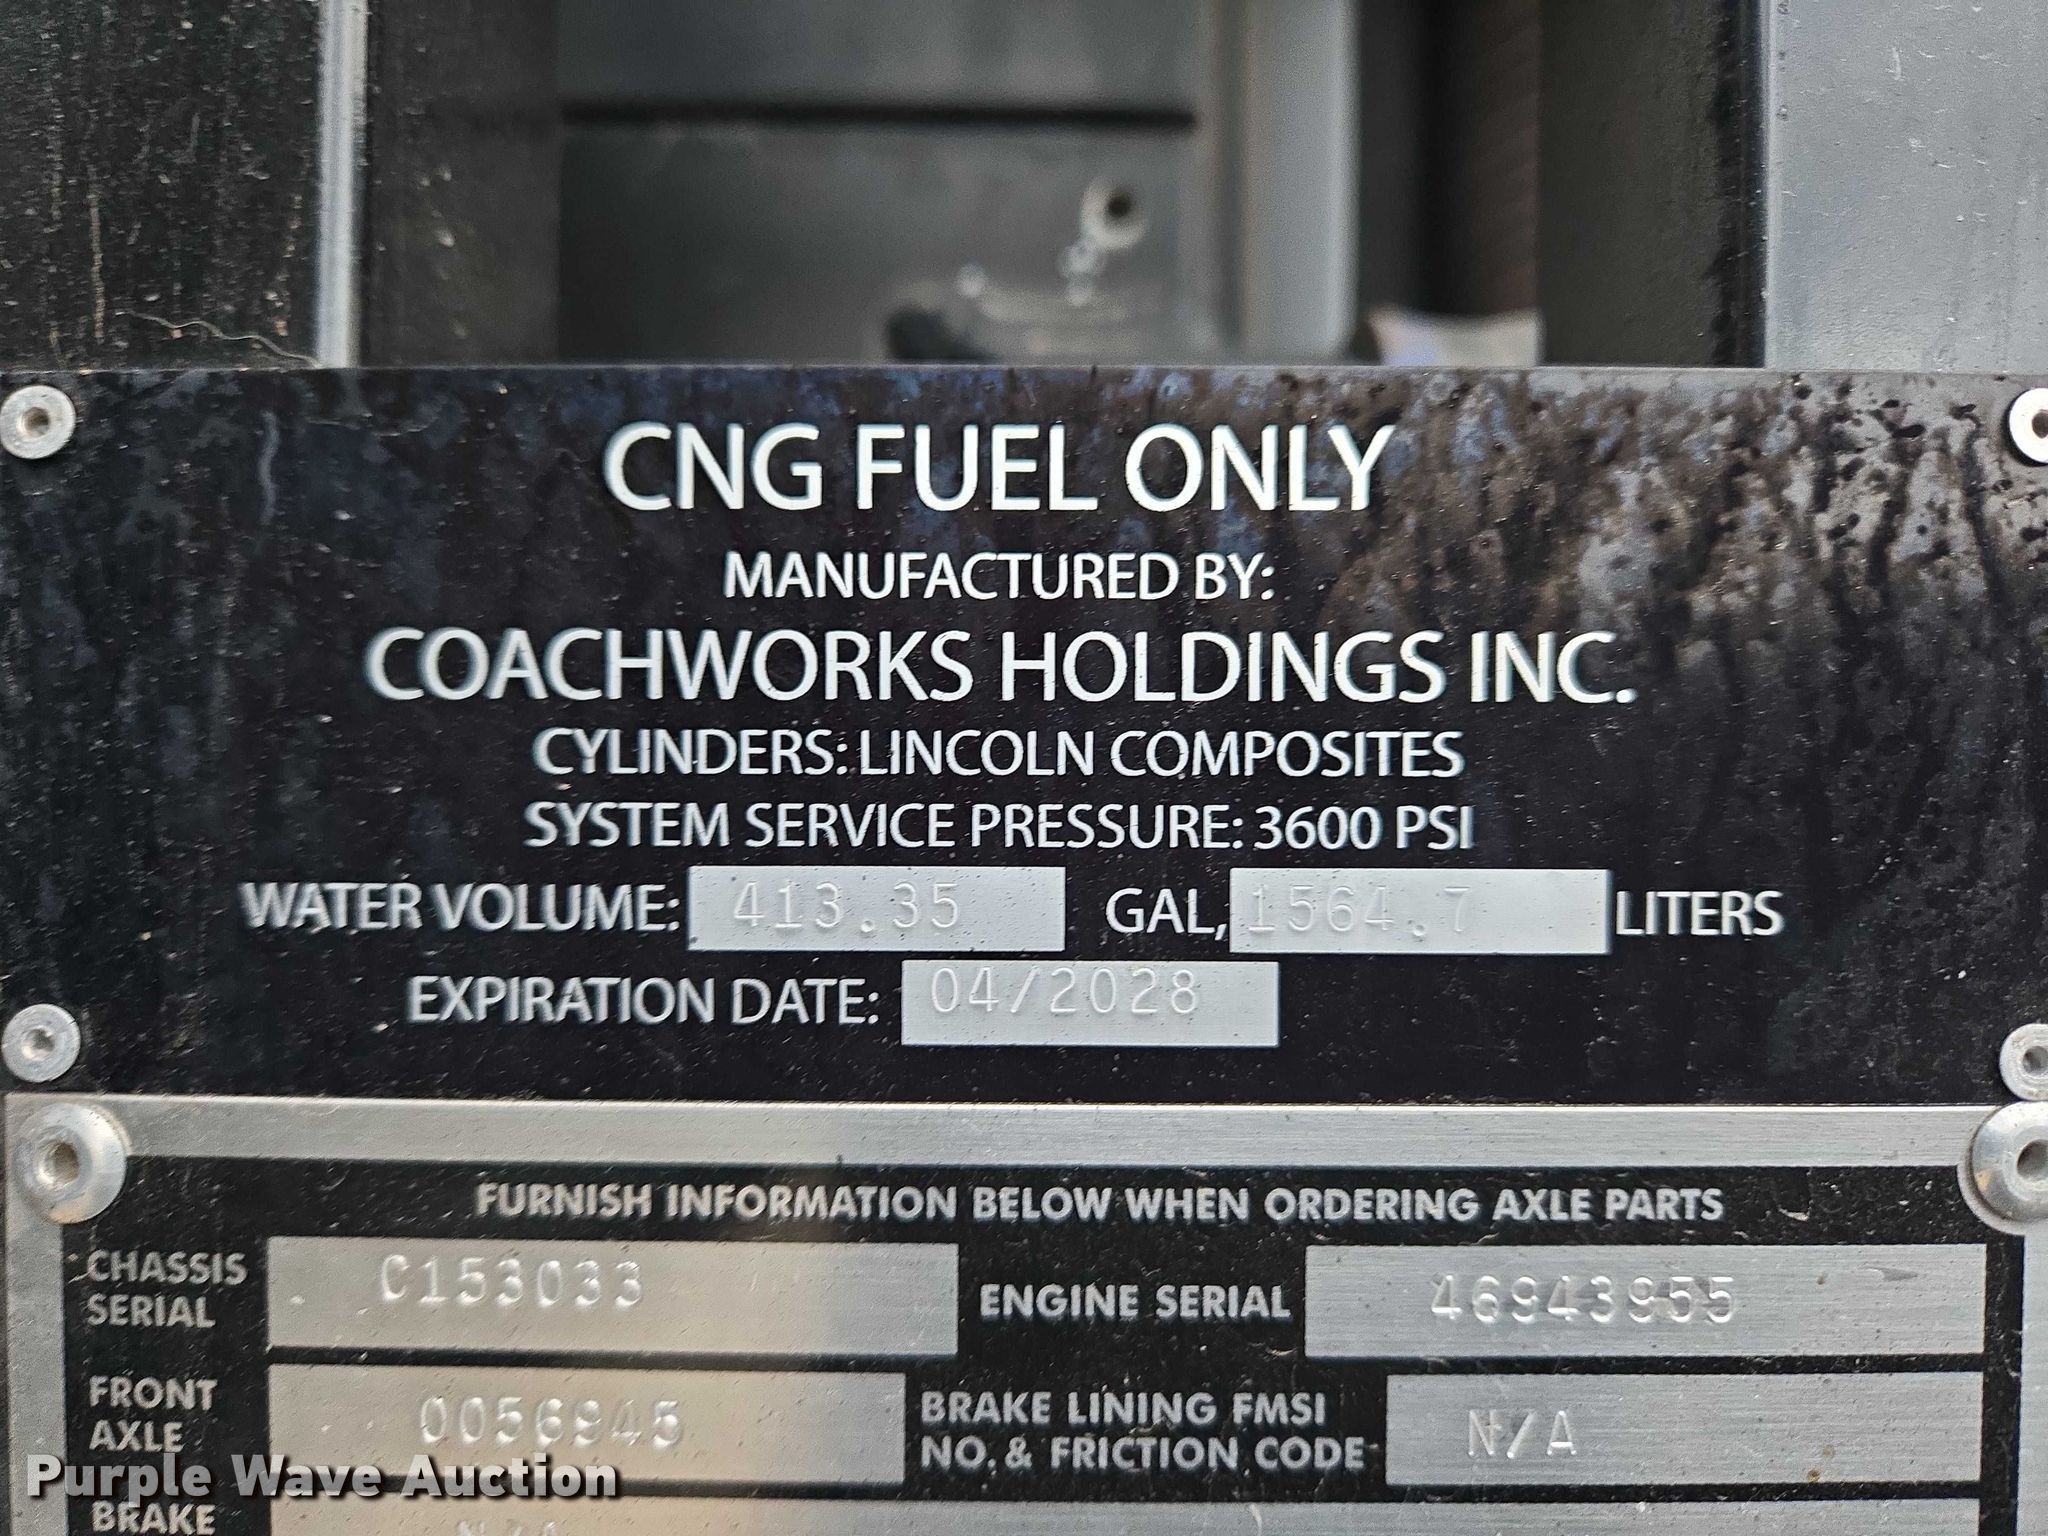 CNG FUEL ONLY
MANUFACTURED BY:
COACHWORKS HOLDINGS INC.
CYLINDERS: LINCOLN COMPOSITES
SYSTEM SERVICE PRESSURE: 3600 PSI
WATER VOLUME: 413.35 GAL, 1564.7 LITERS
EXPIRATION DATE: 04/2028
FURNISH INFORMATION BELOW WHEN ORDERING AXLE PARTS
CHASSIS SERIAL C153033 ENGINE SERIAL 46943955
FRONT AXLE 0056945 BRAKE LINING FMSI NO. & FRICTION CODE N/A
BRAKE N/A
Purple Wave Auction